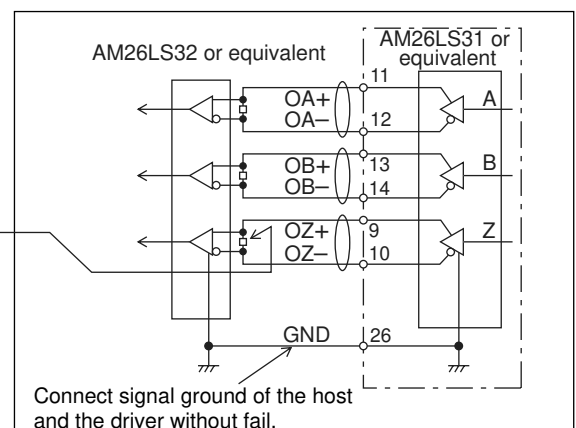 AM26LS32 or equivalent
AM26LS31 or
equivalent
11
OA+
OA–
12
A
OB+
13
OB–
14
B
OZ+
9
OZ–
10
Z
GND
26
Connect signal ground of the host
and the driver without fail.